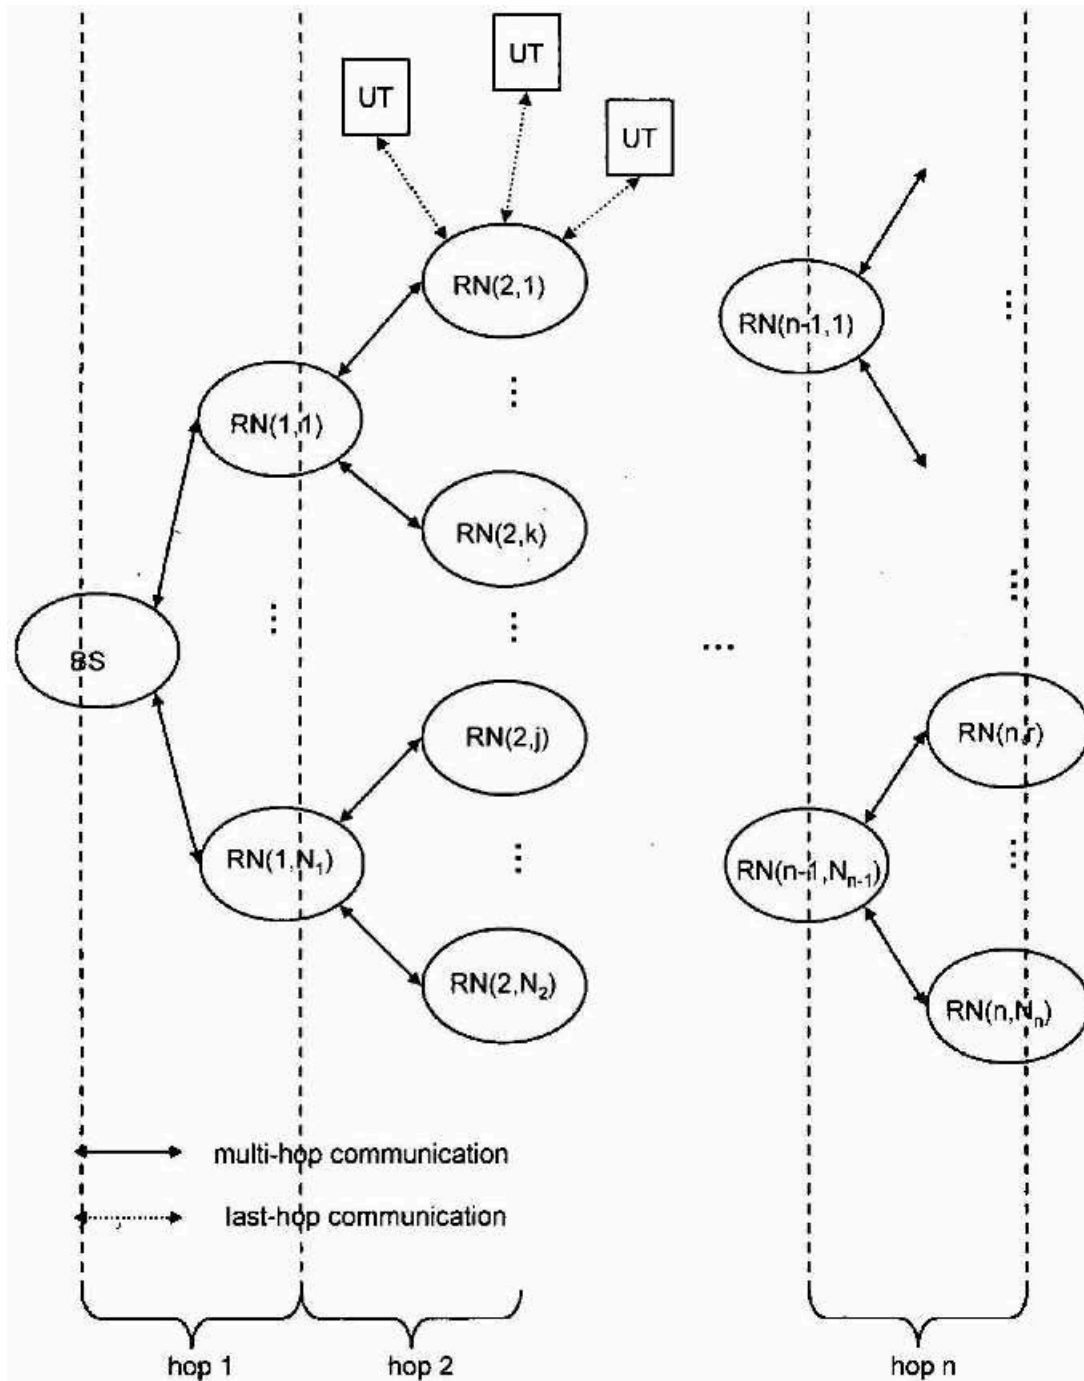 UT
UT
UT
RN(2,1)
RN(n-1,1)
RN(1,1)
RN(2,k)
BS
RN(2,j)
RN(n,r)
RN(1,N₁)
RN(n-1,Nₙ₋₁)
RN(2,N₂)
RN(n,Nₙ)
multi-hop communication
last-hop communication
hop 1
hop 2
hop n